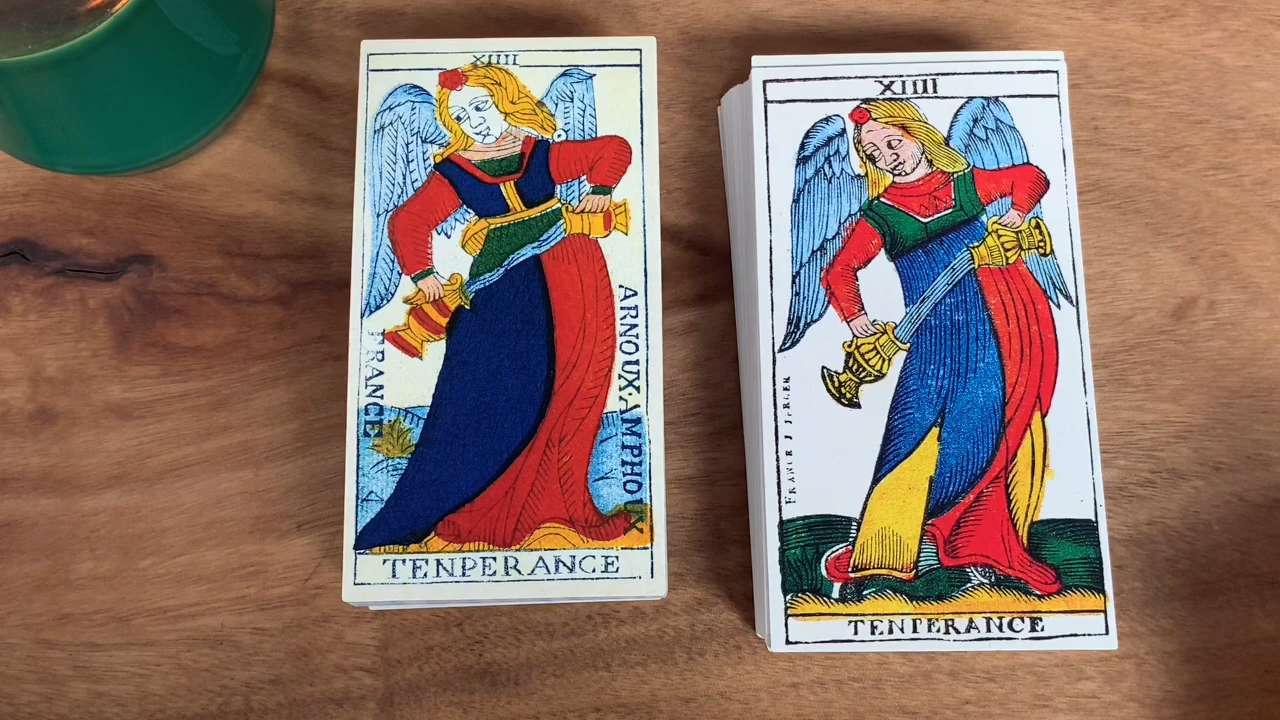 XIIII
FRANCE
ARNOUX·AMPHOUX
TENPERANCE
XIIII
TENPERANCE